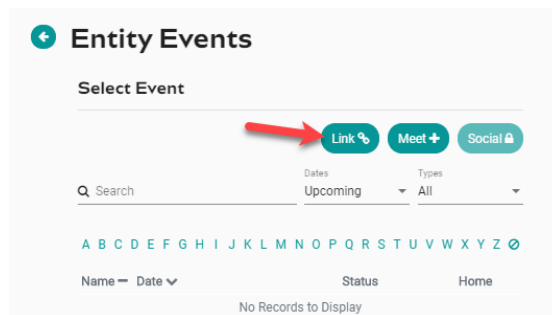 Entity Events
Select Event
Link Meet Social
Dates Types
Search Upcoming All
A B C D E F G H I J K L M N O P Q R S T U V W X Y Z
Name Date Status Home
No Records to Display